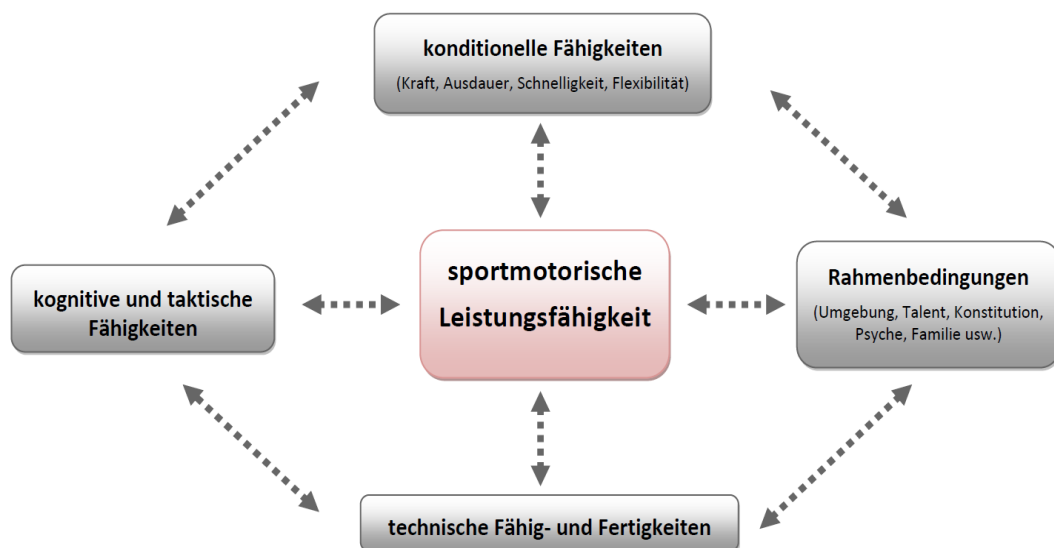 konditionelle Fähigkeiten
(Kraft, Ausdauer, Schnelligkeit, Flexibilität)
kognitive und taktische
Fähigkeiten
sportmotorische
Leistungsfähigkeit
Rahmenbedingungen
(Umgebung, Talent, Konstitution,
Psyche, Familie usw.)
technische Fähig- und Fertigkeiten